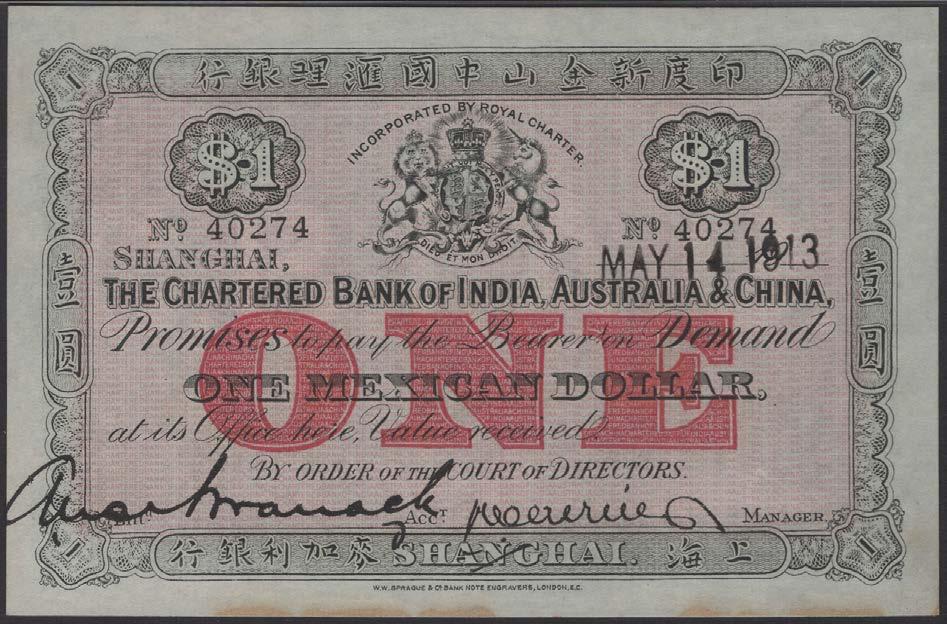 行銀理滙國中山金新度印
1 1
INCORPORATED BY ROYAL CHARTER.
$1 $1
DIEU ET MON DROIT
No 40274 No 40274
SHANGHAI, MAY 14 1913
THE CHARTERED BANK OF INDIA, AUSTRALIA & CHINA,
Promises to pay the Bearer on Demand
ONE
ONE MEXICAN DOLLAR,
at its Office here, Value received.
BY ORDER OF THE COURT OF DIRECTORS.
壹圓 壹圓
ACCT. MANAGER.
行銀利加麥 SHANGHAI. 海上
1 1
W.W. SPRAGUE & Co BANK NOTE ENGRAVERS, LONDON, E.C.